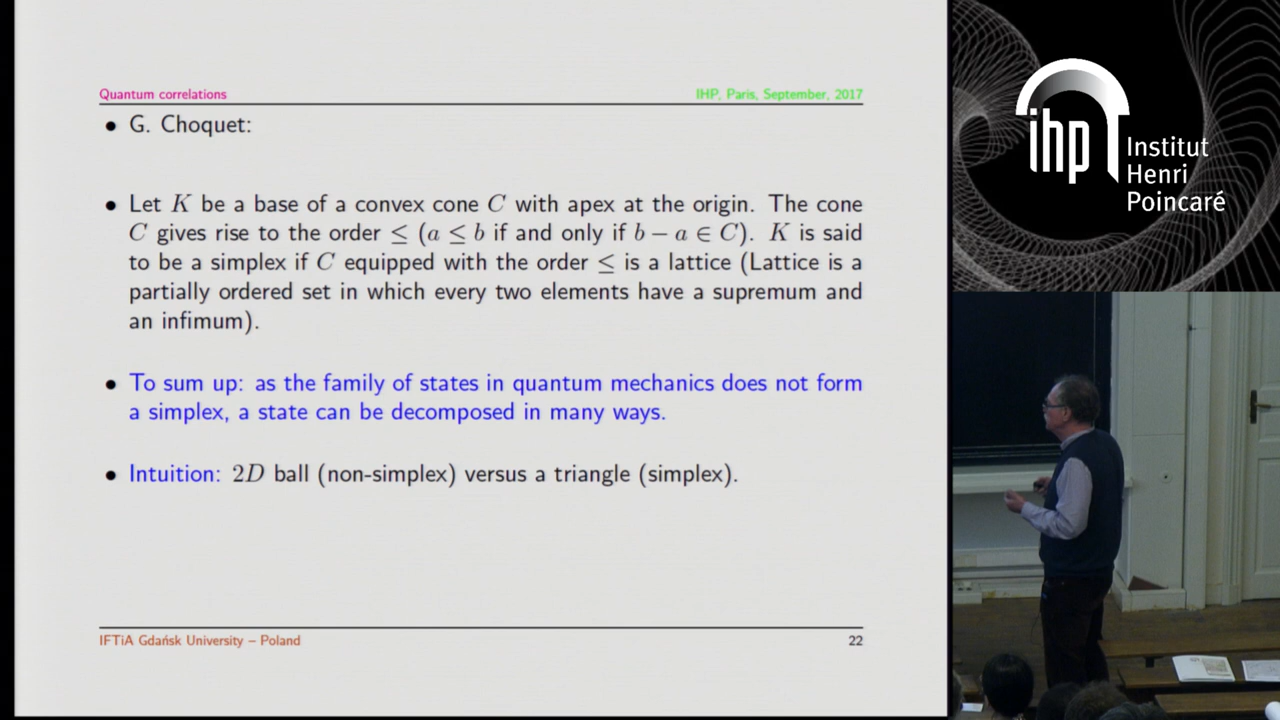 Quantum correlations
IHP, Paris, September, 2017
• G. Choquet:
• Let K be a base of a convex cone C with apex at the origin. The cone
C gives rise to the order ≤ (a ≤ b if and only if b − a ∈ C). K is said
to be a simplex if C equipped with the order ≤ is a lattice (Lattice is a
partially ordered set in which every two elements have a supremum and
an infimum).
• To sum up: as the family of states in quantum mechanics does not form
a simplex, a state can be decomposed in many ways.
• Intuition: 2D ball (non-simplex) versus a triangle (simplex).
IFTiA Gdańsk University – Poland
22
ihp
Institut
Henri
Poincaré